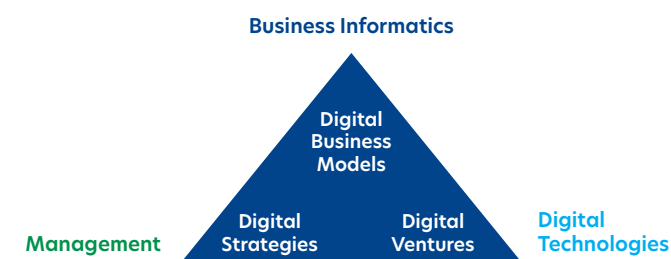 Business Informatics
Digital
Business
Models
Management
Digital
Strategies
Digital
Ventures
Digital
Technologies